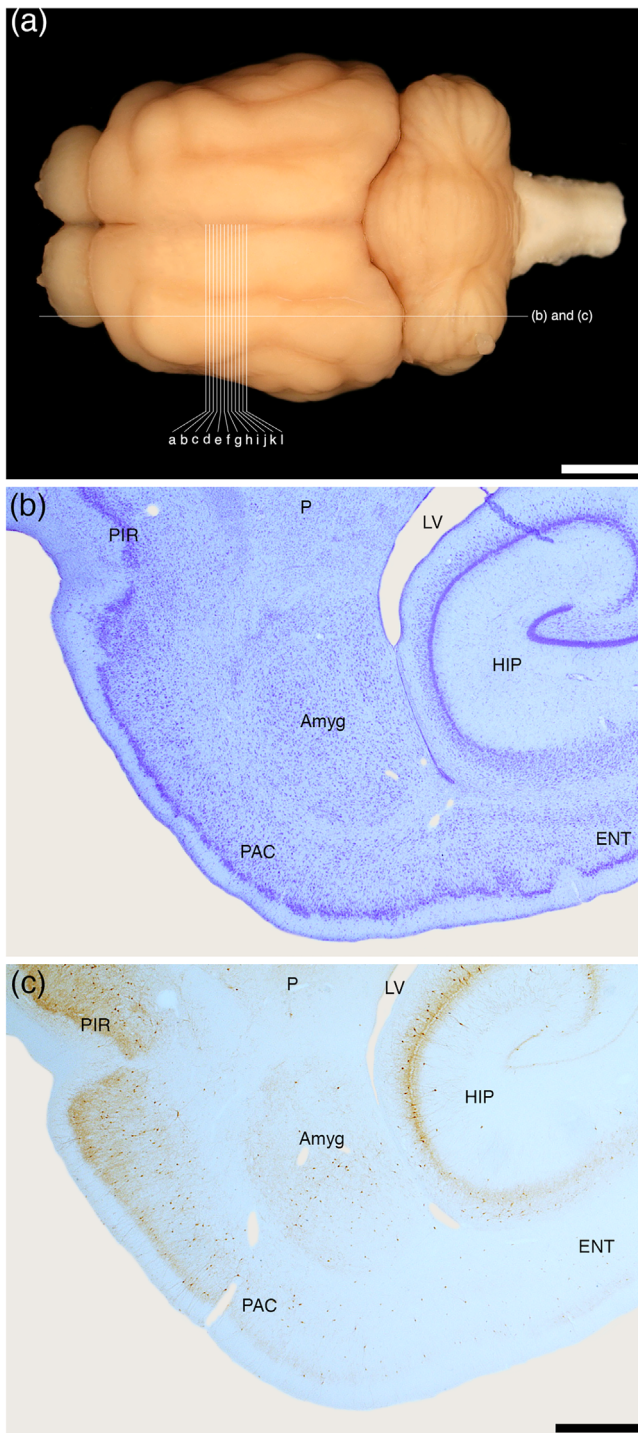 (a)
(b) and (c)
a b c d e f g h i j k l
(b)
P
PIR
LV
HIP
Amyg
PAC
ENT
(c)
P
LV
PIR
HIP
Amyg
ENT
PAC